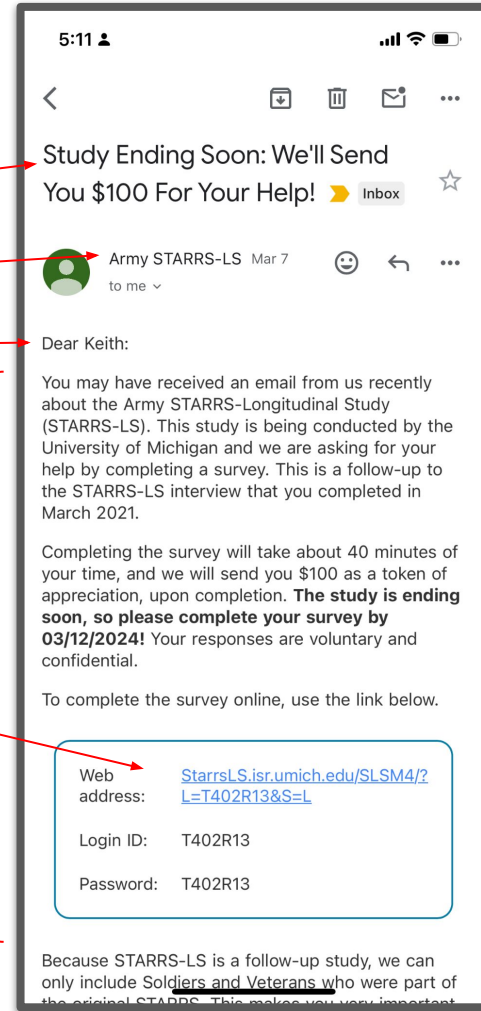 5:11
Study Ending Soon: We'll Send
You $100 For Your Help! Inbox
Army STARRS-LS Mar 7
to me
Dear Keith:
You may have received an email from us recently
about the Army STARRS-Longitudinal Study
(STARRS-LS). This study is being conducted by the
University of Michigan and we are asking for your
help by completing a survey. This is a follow-up to
the STARRS-LS interview that you completed in
March 2021.
Completing the survey will take about 40 minutes of
your time, and we will send you $100 as a token of
appreciation, upon completion. The study is ending
soon, so please complete your survey by
03/12/2024! Your responses are voluntary and
confidential.
To complete the survey online, use the link below.
Web StarrsLS.isr.umich.edu/SLSM4/?
address: L=T402R13&S=L
Login ID: T402R13
Password: T402R13
Because STARRS-LS is a follow-up study, we can
only include Soldiers and Veterans who were part of
the original STARRS. This makes you very important